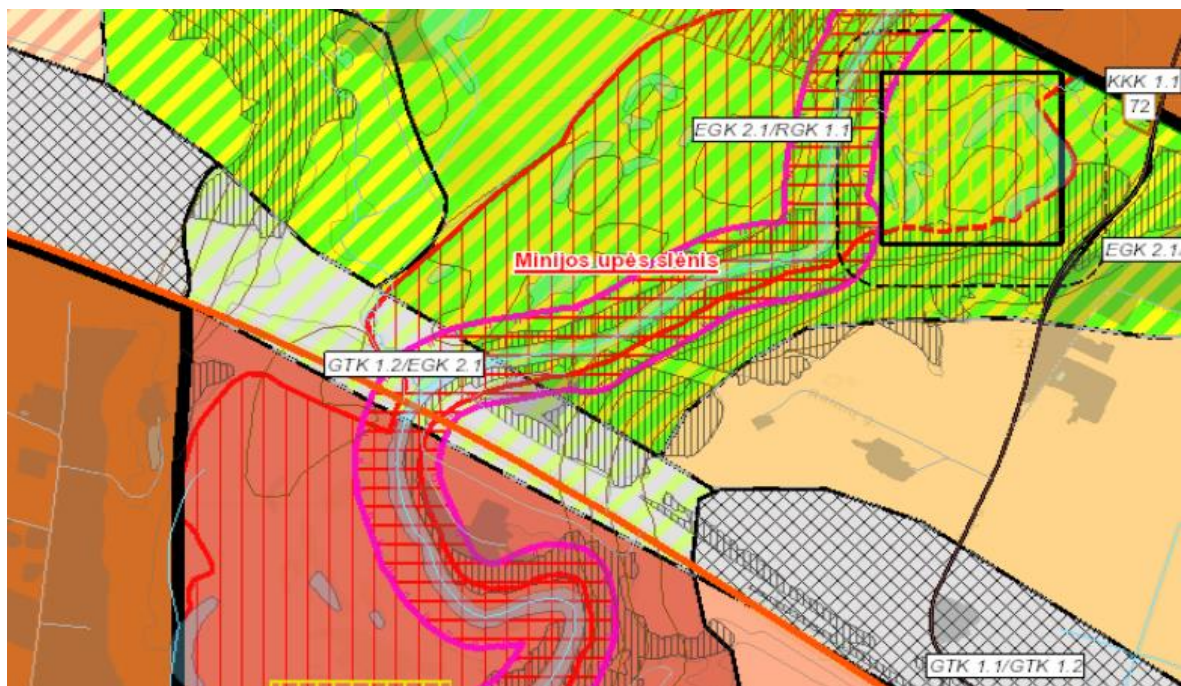 KKK 1.1
72
EGK 2.1/RGK 1.1
EGK 2.1/
Minijos upės slėnis
GTK 1.2/EGK 2.1
GTK 1.1/GTK 1.2